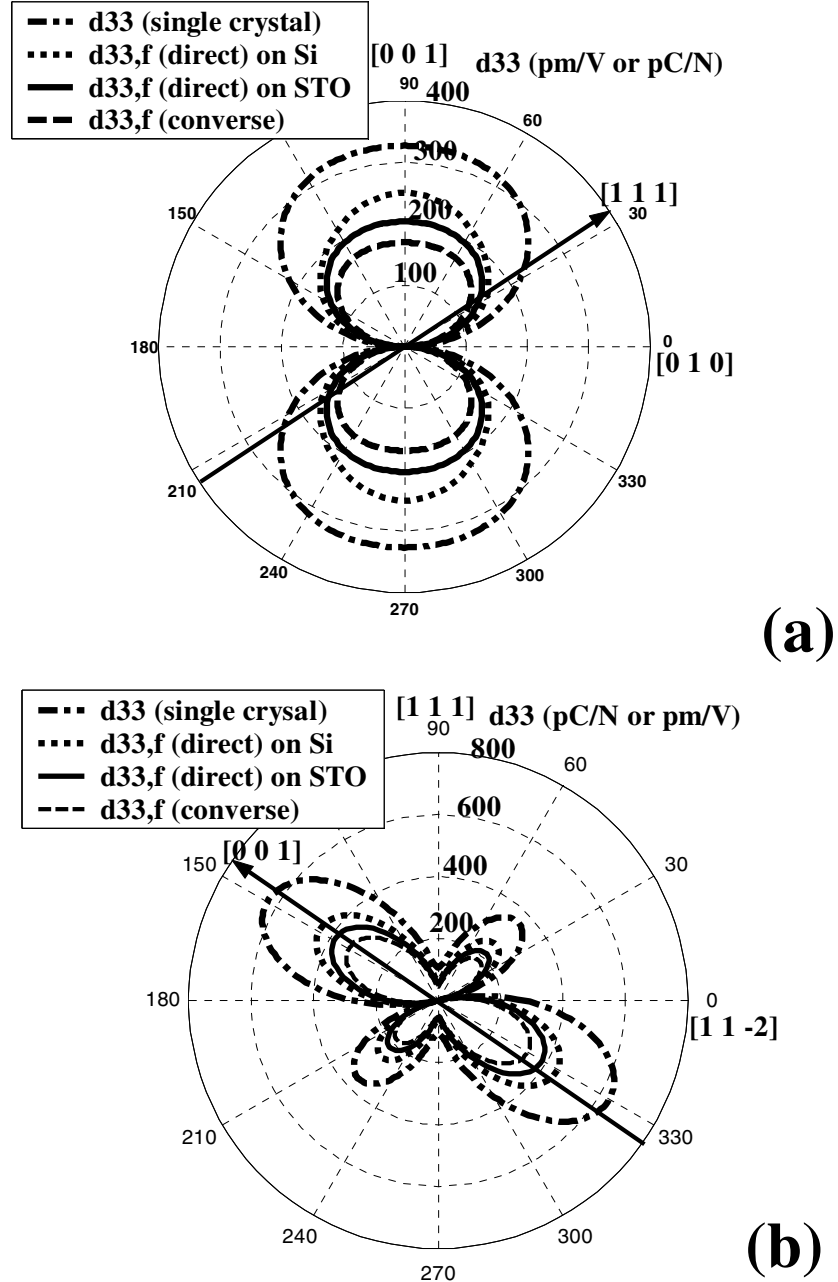 d33 (single crystal)
d33,f (direct) on Si
d33,f (direct) on STO
d33,f (converse)
[0 0 1]
d33 (pm/V or pC/N)
90
400
60
300
[1 1 1]
150
30
200
100
180
0
[0 1 0]
210
330
240
300
270
(a)
d33 (single crysal)
d33,f (direct) on Si
d33,f (direct) on STO
d33,f (converse)
[1 1 1]
d33 (pC/N or pm/V)
90
800
60
600
[0 0 1]
150
30
400
200
180
0
[1 1 -2]
210
330
240
300
270
(b)